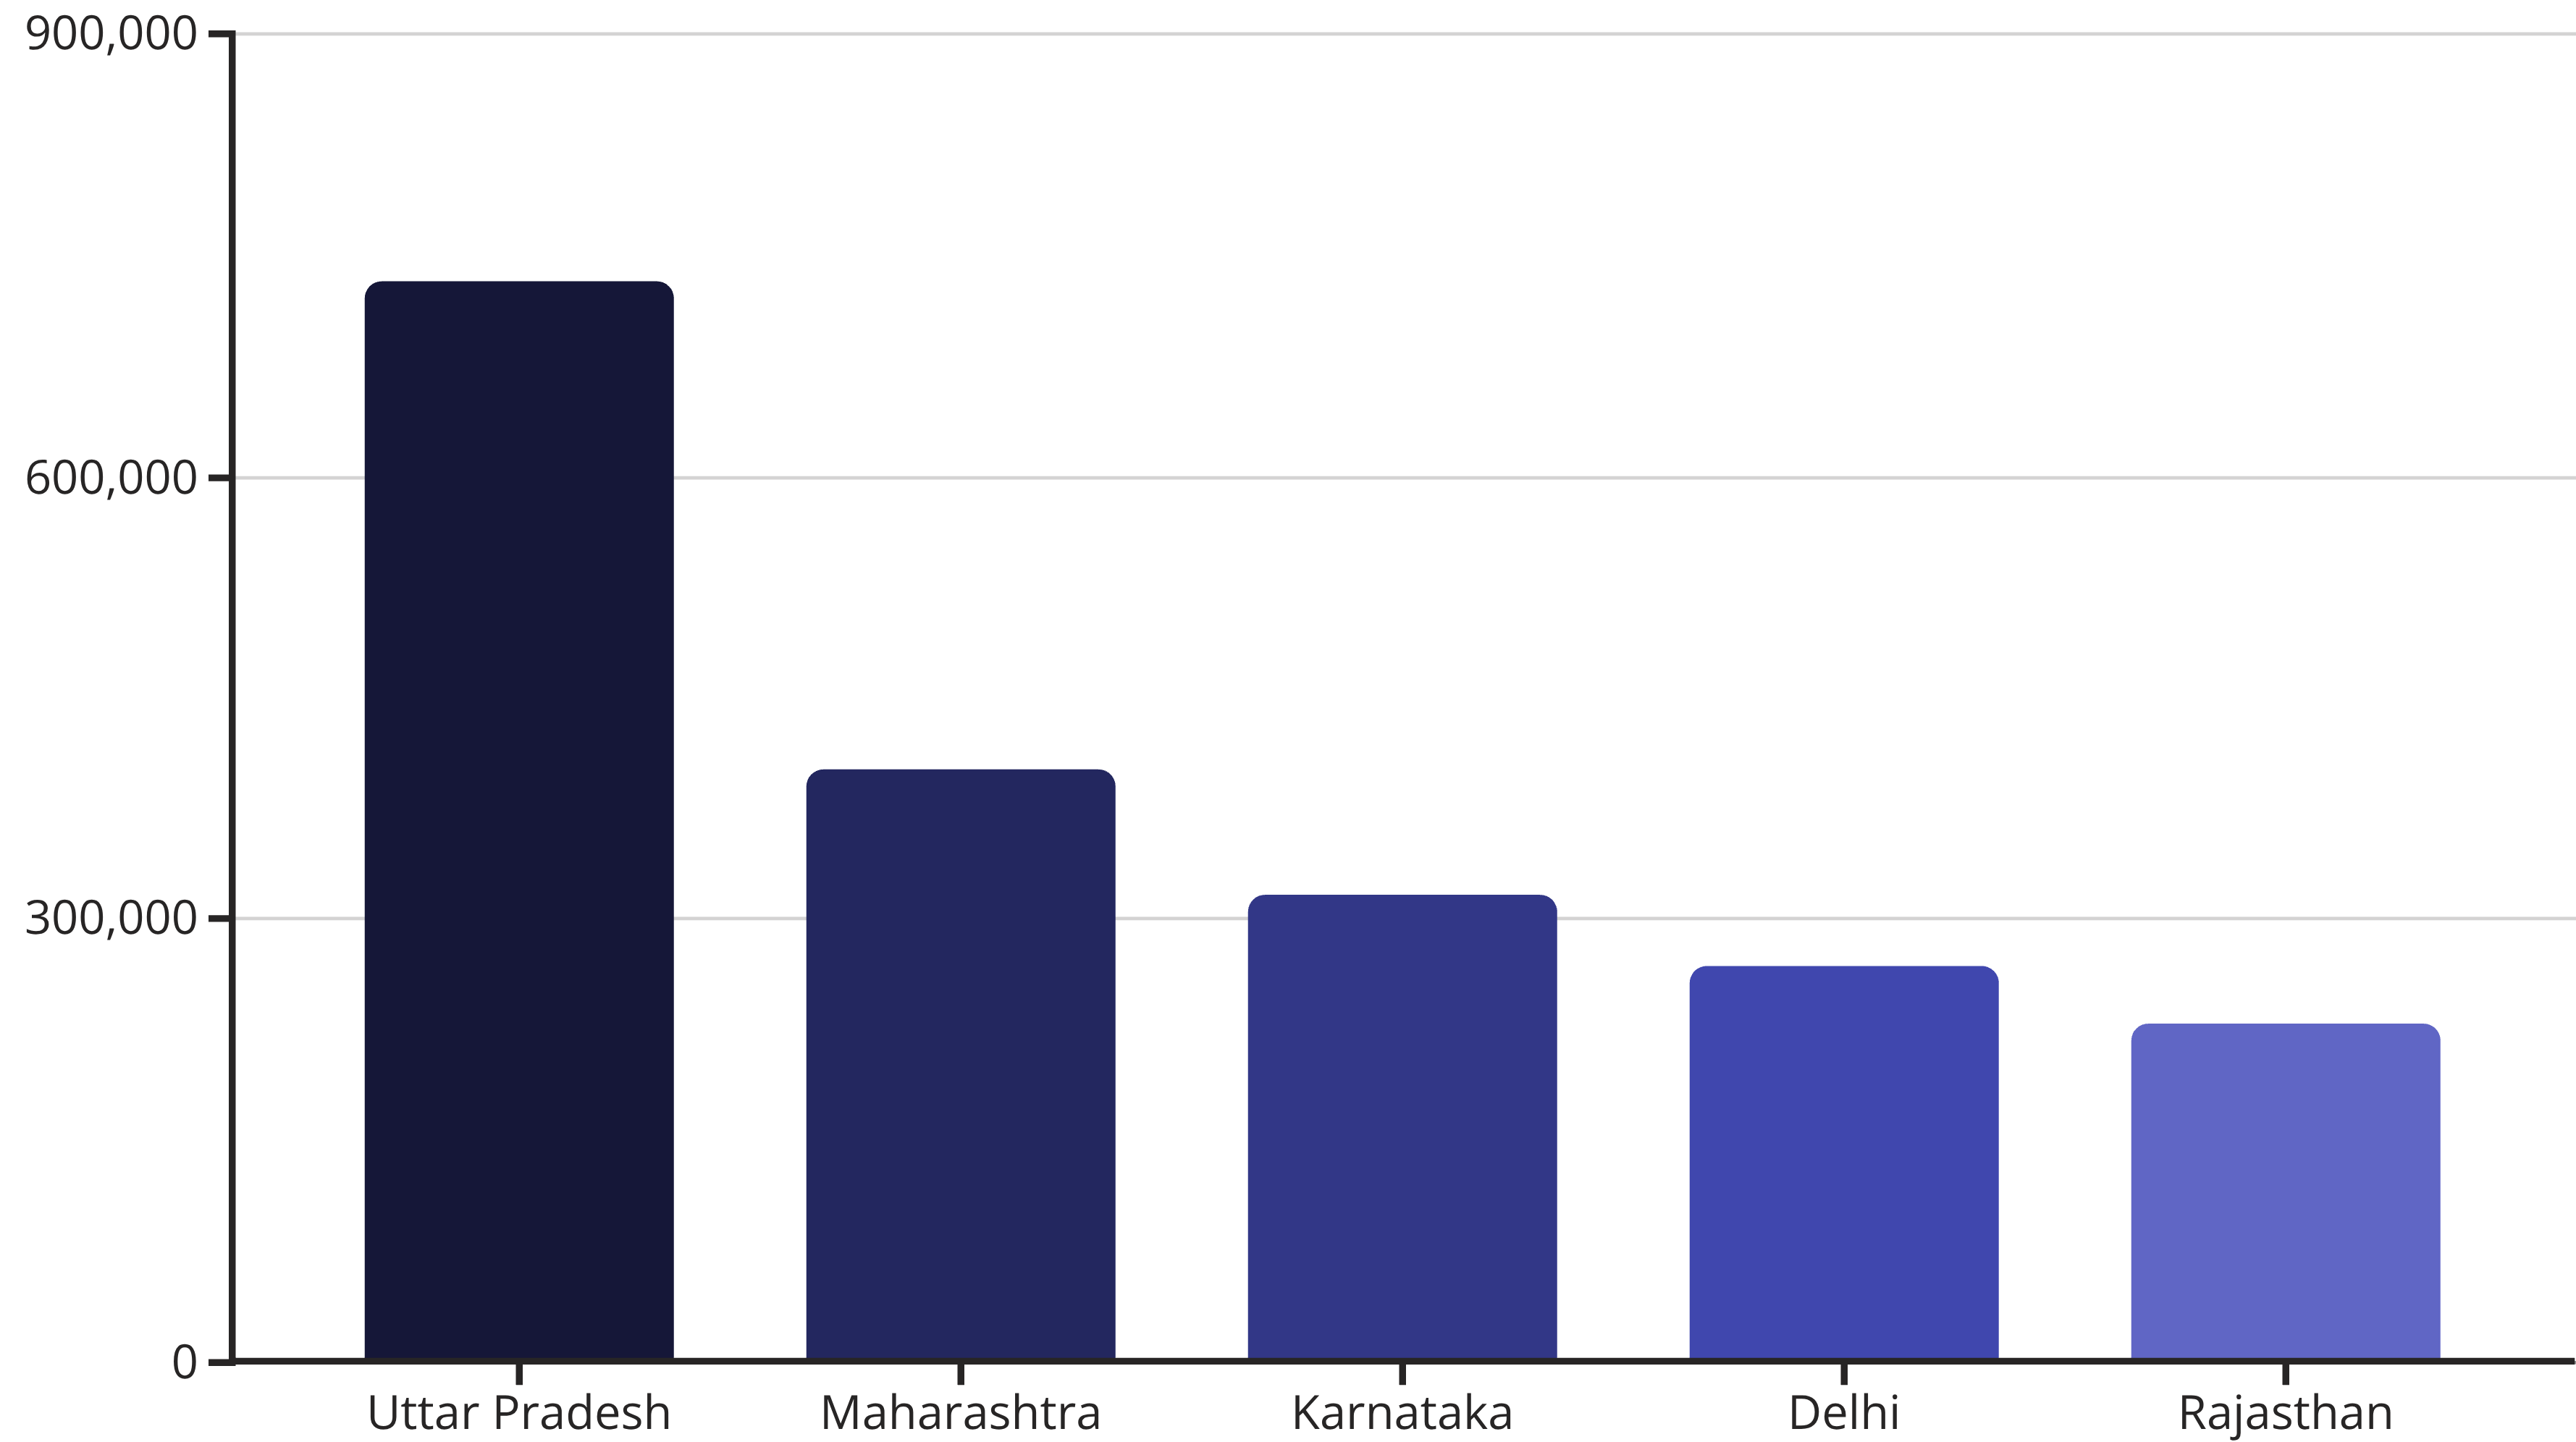 900,000
600,000
300,000
0
Uttar Pradesh
Maharashtra
Karnataka
Delhi
Rajasthan